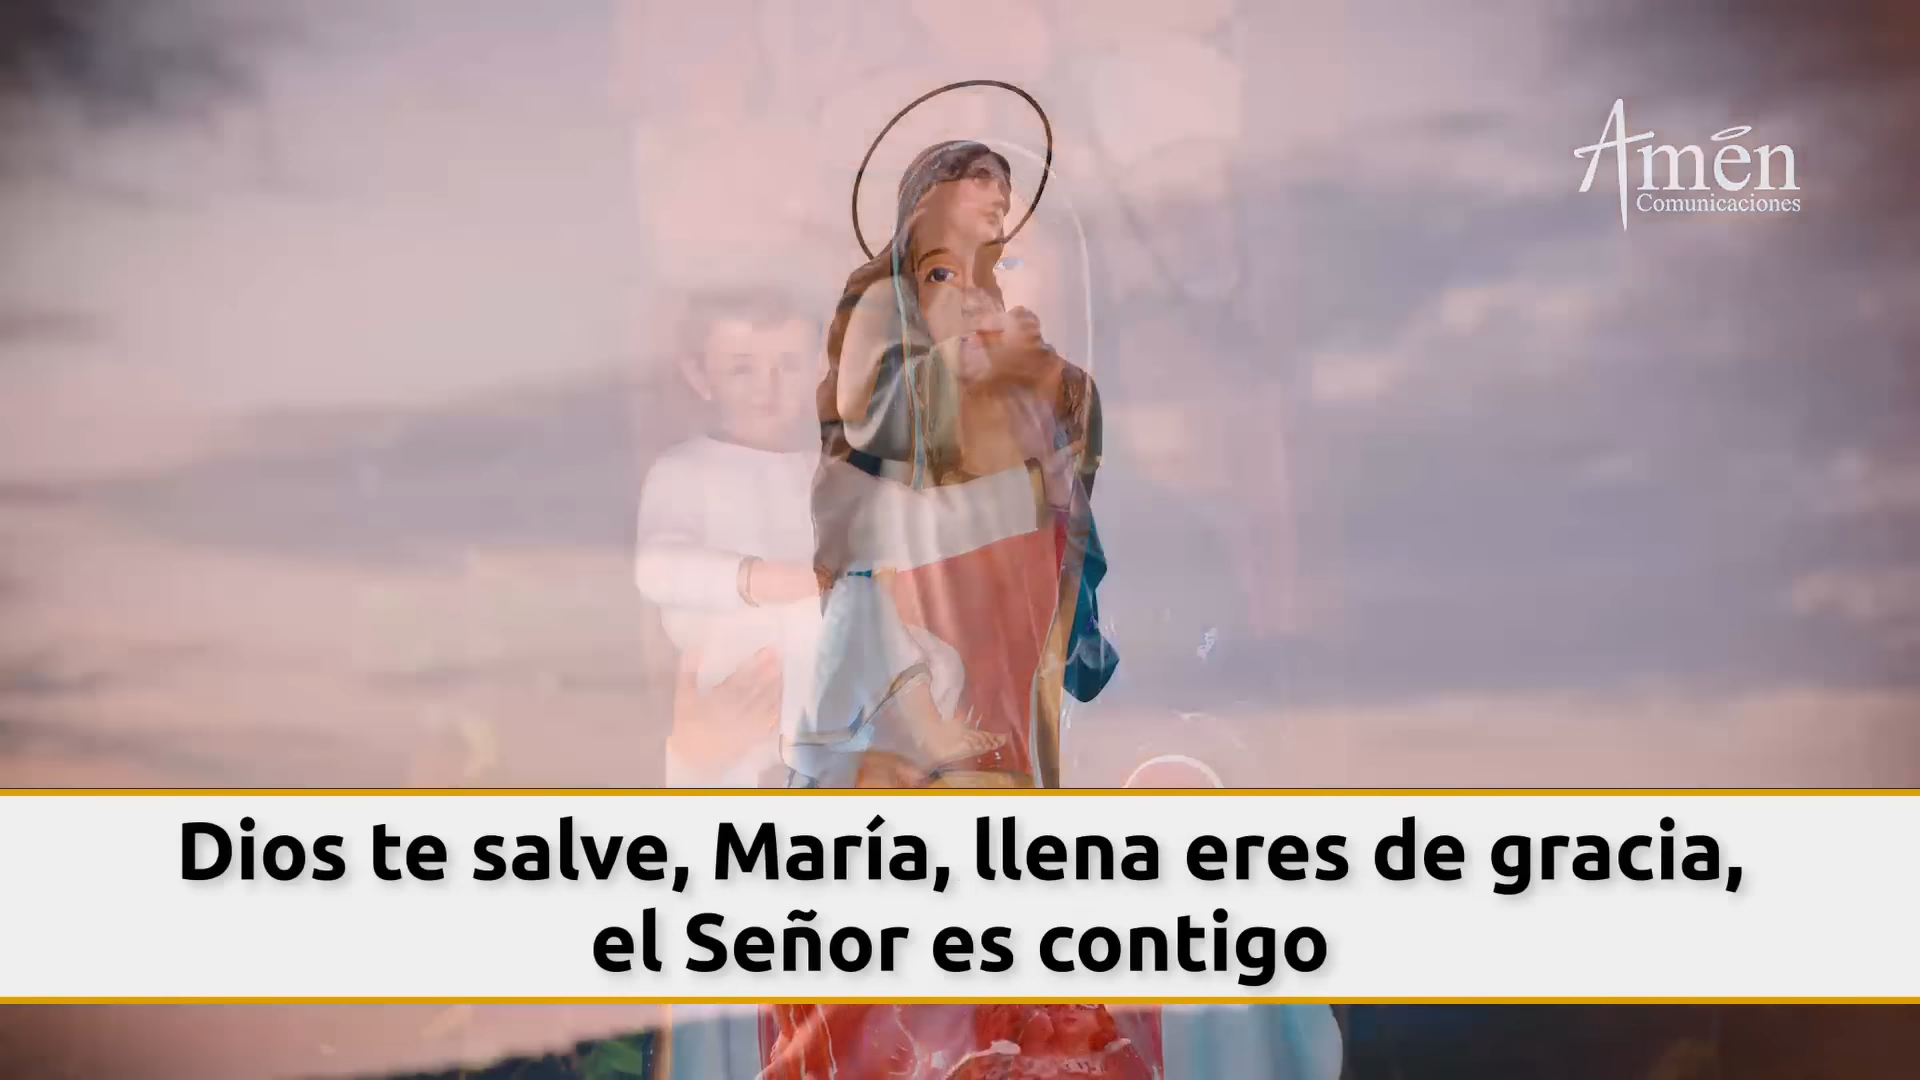 Amén
Comunicaciones
Dios te salve, María, llena eres de gracia,
el Señor es contigo